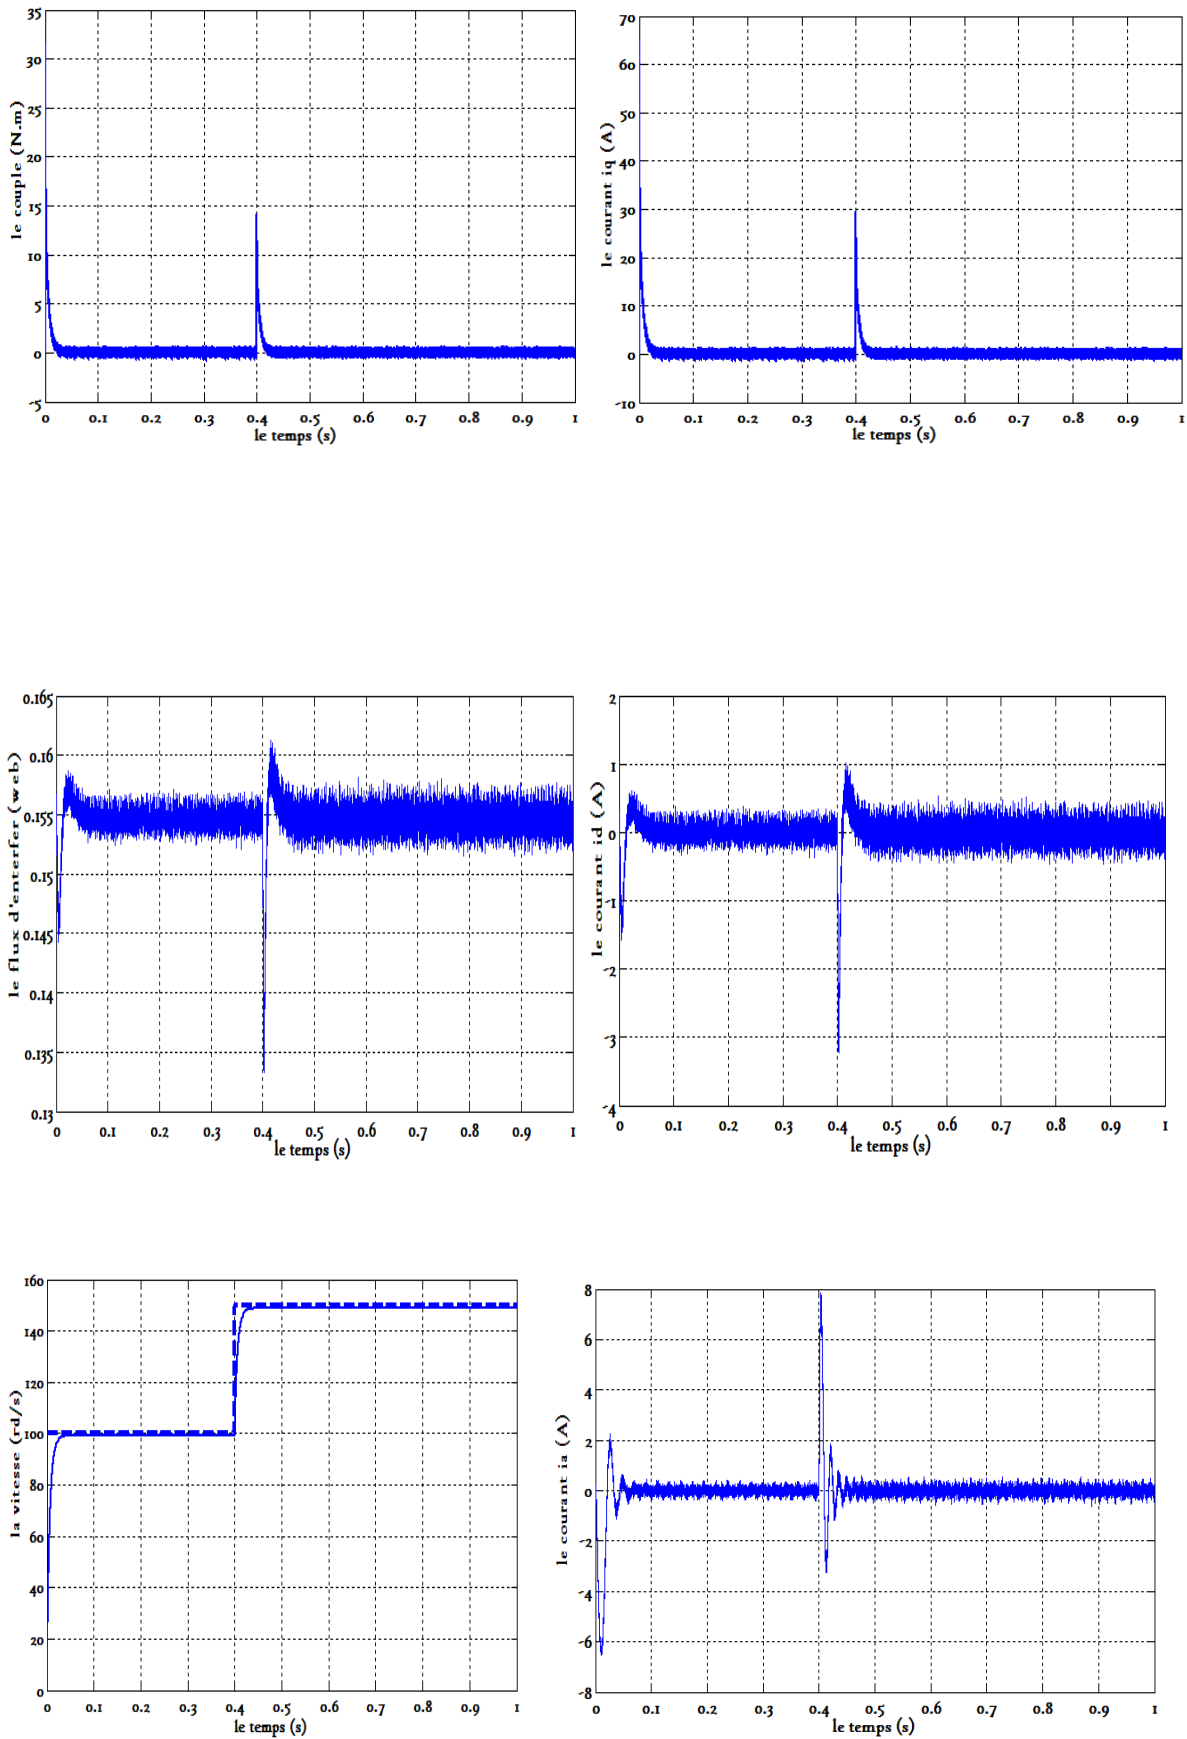 35
30
25
20
15
10
5
0
-5
le couple (N.m)
0 0.1 0.2 0.3 0.4 0.5 0.6 0.7 0.8 0.9 1
le temps (s)
70
60
50
40
30
20
10
0
-10
le courant iq (A)
0 0.1 0.2 0.3 0.4 0.5 0.6 0.7 0.8 0.9 1
le temps (s)
0.165
0.16
0.155
0.15
0.145
0.14
0.135
0.13
le flux d'enterfer(web)
0 0.1 0.2 0.3 0.4 0.5 0.6 0.7 0.8 0.9 1
le temps (s)
2
1
0
-1
-2
-3
-4
le courant id (A)
0 0.1 0.2 0.3 0.4 0.5 0.6 0.7 0.8 0.9 1
le temps (s)
160
140
120
100
80
60
40
20
0
la vitesse (rd/s)
0 0.1 0.2 0.3 0.4 0.5 0.6 0.7 0.8 0.9 1
le temps (s)
8
6
4
2
0
-2
-4
-6
-8
le courant ia (A)
0 0.1 0.2 0.3 0.4 0.5 0.6 0.7 0.8 0.9 1
le temps (s)